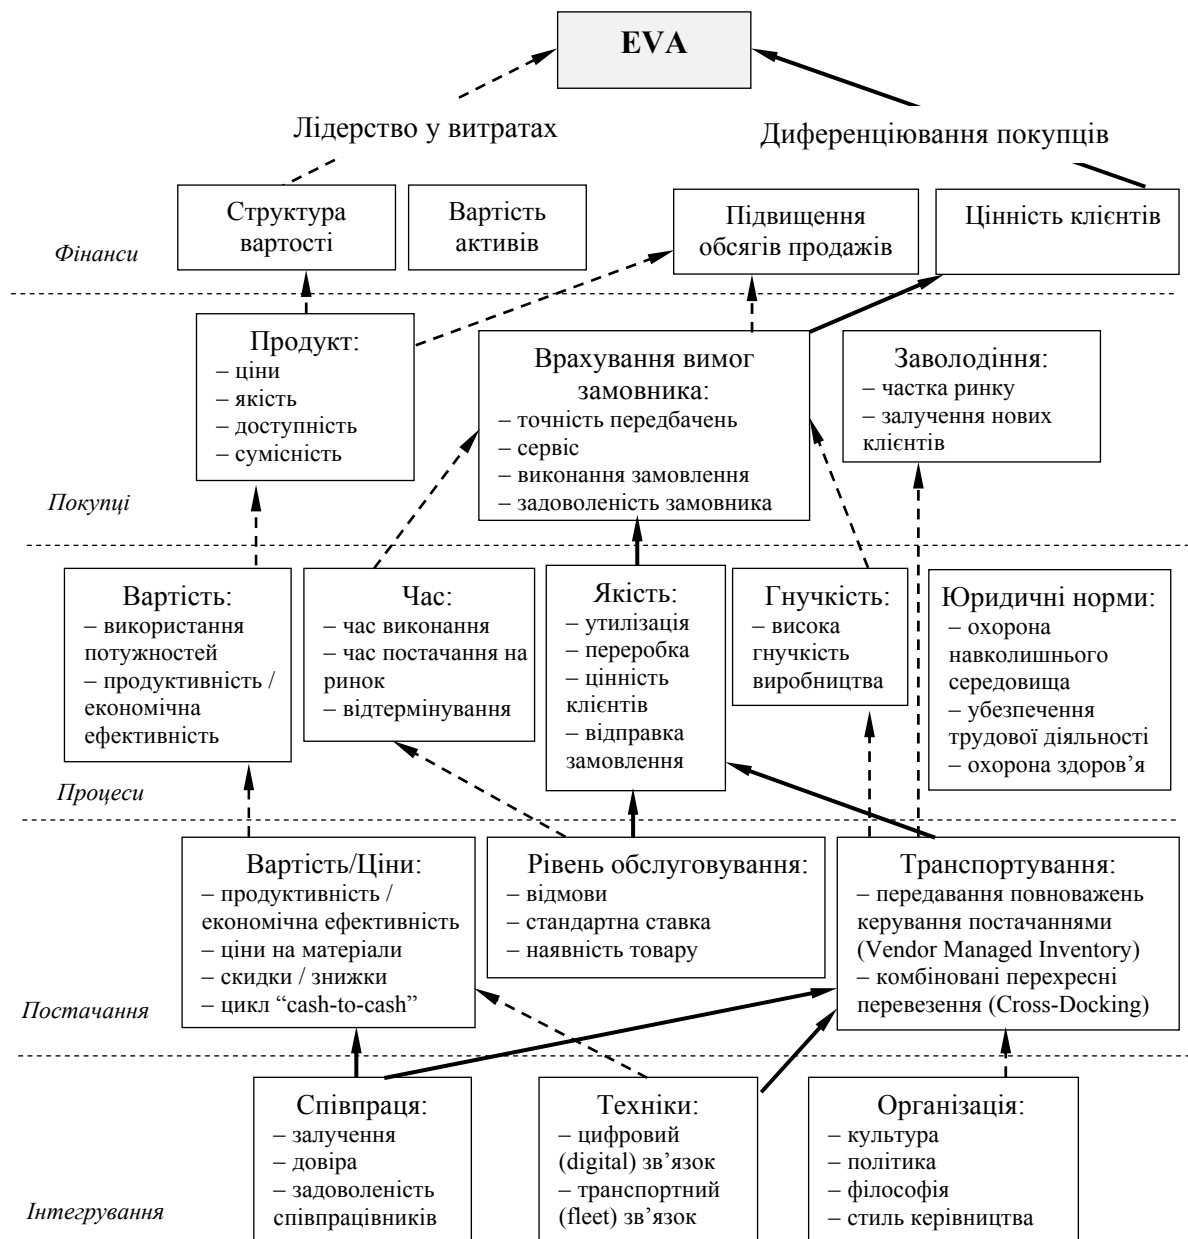 EVA
Лідерство у витратах
Диференціювання покупців
Структура
вартості
Вартість
активів
Підвищення
обсягів продажів
Цінність клієнтів
Фінанси
Продукт:
– ціни
– якість
– доступність
– сумісність
Врахування вимог
замовника:
– точність передбачень
– сервіс
– виконання замовлення
– задоволеність замовника
Заволодіння:
– частка ринку
– залучення нових
клієнтів
Покупці
Вартість:
– використання
потужностей
– продуктивність /
економічна
ефективність
Час:
– час виконання
– час постачання на
ринок
– відтермінування
Якість:
– утилізація
– переробка
– цінність
клієнтів
– відправка
замовлення
Гнучкість:
– висока
гнучкість
виробництва
Юридичні норми:
– охорона
навколишнього
середовища
– убезпечення
трудової діяльності
– охорона здоров’я
Процеси
Вартість/Ціни:
– продуктивність /
економічна ефективність
– ціни на матеріали
– скидки / знижки
– цикл “cash-to-cash”
Рівень обслуговування:
– відмови
– стандартна ставка
– наявність товару
Транспортування:
– передавання повноважень
керування постачаннями
(Vendor Managed Inventory)
– комбіновані перехресні
перевезення (Cross-Docking)
Постачання
Співпраця:
– залучення
– довіра
– задоволеність
співпрацівників
Техніки:
– цифровий
(digital) зв’язок
– транспортний
(fleet) зв’язок
Організація:
– культура
– політика
– філософія
– стиль керівництва
Інтегрування